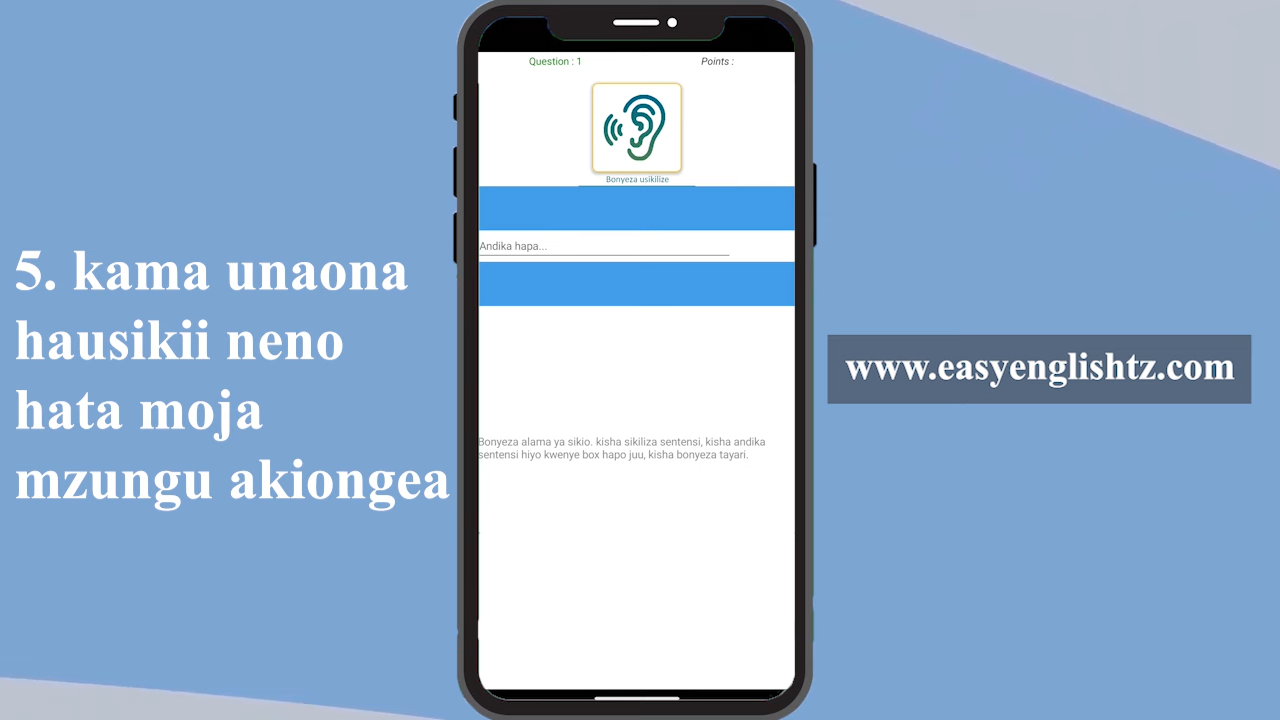 5. kama unaona
hausikii neno
hata moja
mzungu akiongea
Question : 1
Points :
Bonyeza usikilize
Andika hapa...
Bonyeza alama ya sikio. kisha sikiliza sentensi, kisha andika
sentensi hiyo kwenye box hapo juu, kisha bonyeza tayari.
www.easyenglishtz.com